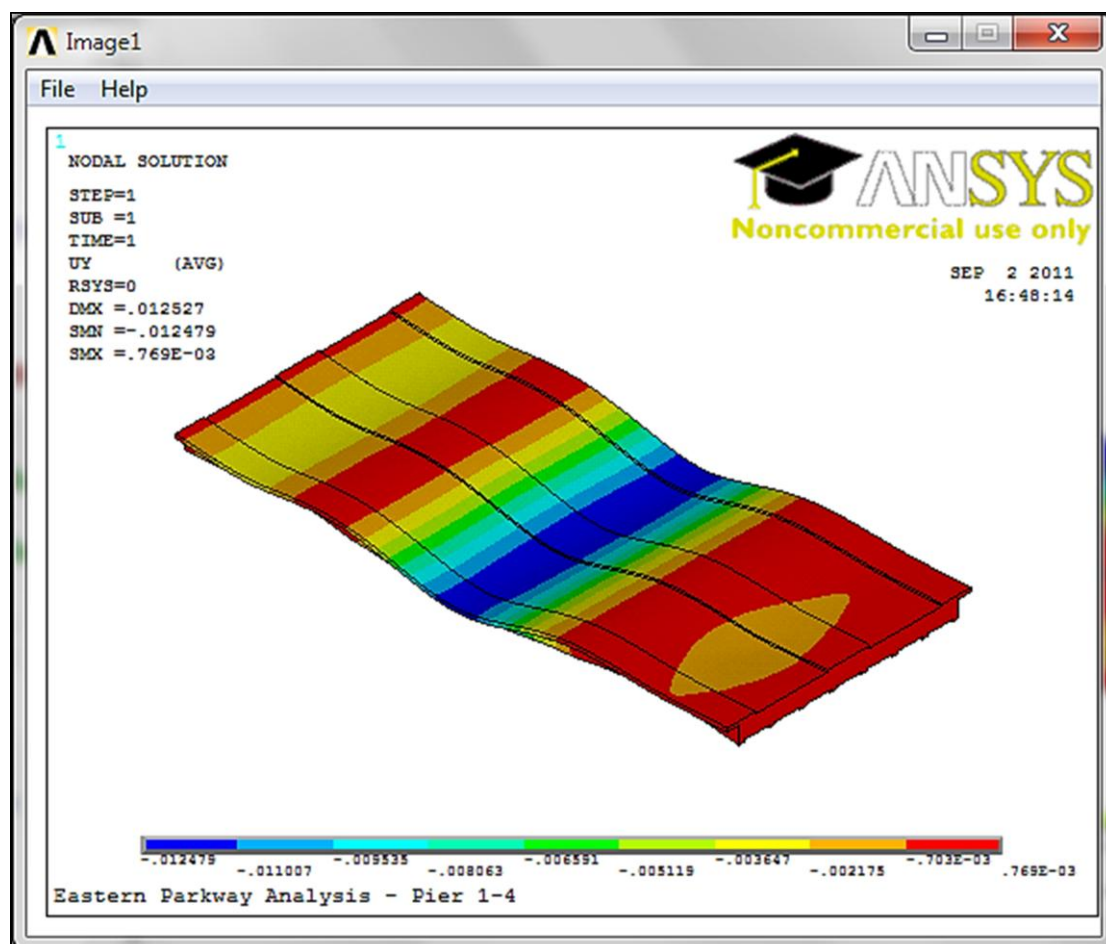 Image1
File Help
1
NODAL SOLUTION
STEP=1
SUB =1
TIME=1
UY (AVG)
RSYS=0
DMX =.012527
SMN =-.012479
SMX =.769E-03
ANSYS
Noncommercial use only
SEP 2 2011
16:48:14
-.012479 -.009535 -.006591 -.003647 -.703E-03
-.011007 -.008063 -.005119 -.002175 .769E-03
Eastern Parkway Analysis - Pier 1-4